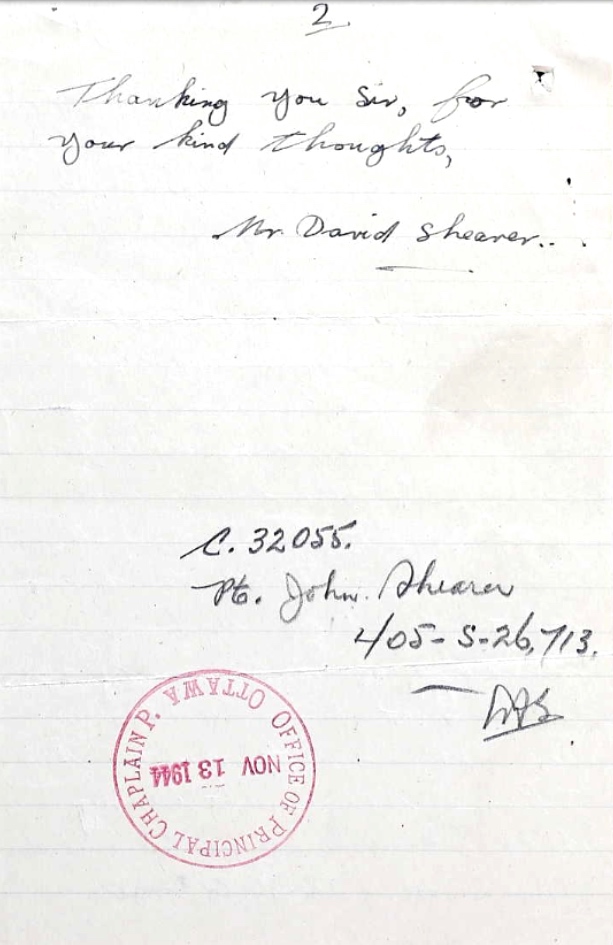 2.
Thanking you Sir, for
your kind thoughts,
Mr. David Shearer..
C. 32055.
Pte. John. Shearer
405-S-26,713.
OFFICE OF PRINCIPAL CHAPLAIN P. OTTAWA
NOV 13 1944